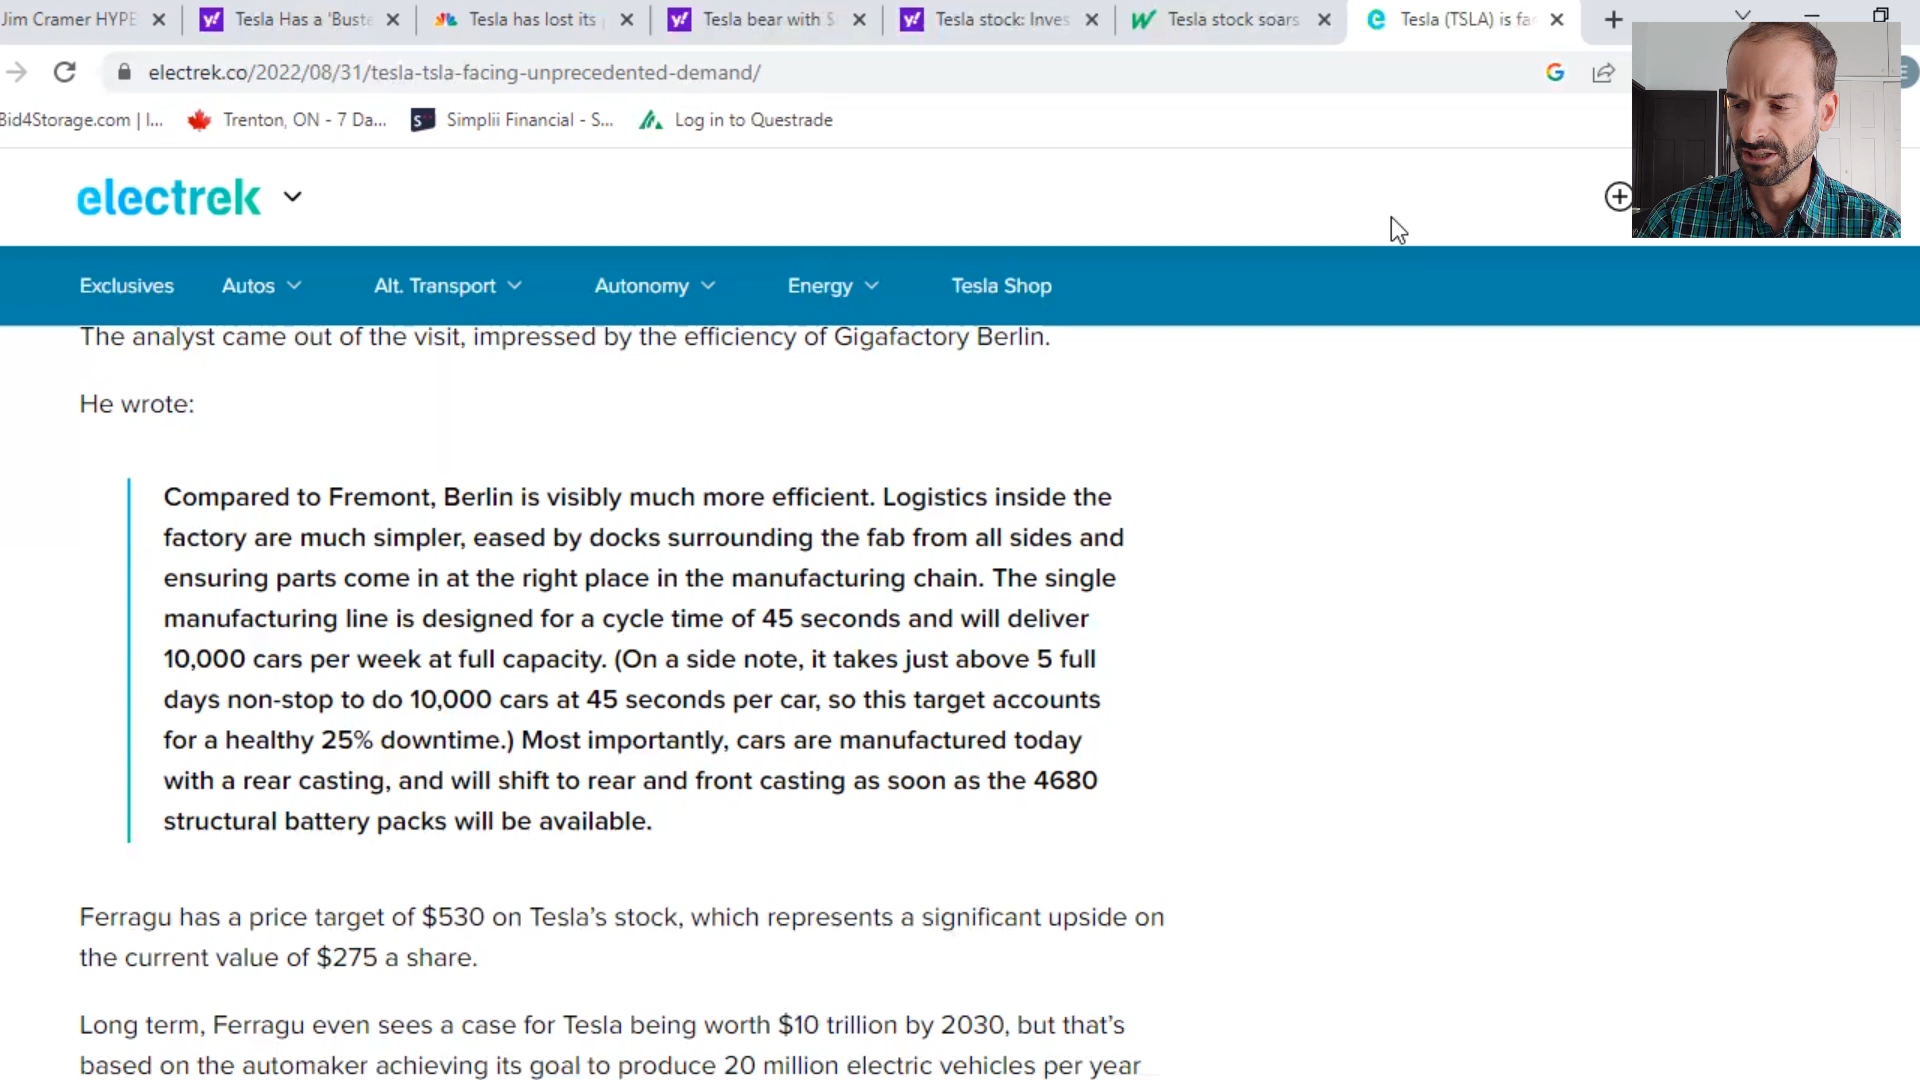 Jim Cramer HYPE
Tesla Has a 'Buste
Tesla has lost its
Tesla bear with $
Tesla stock: Inves
Tesla stock soars
Tesla (TSLA) is fa
electrek.co/2022/08/31/tesla-tsla-facing-unprecedented-demand/
Bid4Storage.com | I...
Trenton, ON - 7 Da...
Simplii Financial - S...
Log in to Questrade
electrek
Exclusives
Autos
Alt. Transport
Autonomy
Energy
Tesla Shop
The analyst came out of the visit, impressed by the efficiency of Gigafactory Berlin.
He wrote:
Compared to Fremont, Berlin is visibly much more efficient. Logistics inside the
factory are much simpler, eased by docks surrounding the fab from all sides and
ensuring parts come in at the right place in the manufacturing chain. The single
manufacturing line is designed for a cycle time of 45 seconds and will deliver
10,000 cars per week at full capacity. (On a side note, it takes just above 5 full
days non-stop to do 10,000 cars at 45 seconds per car, so this target accounts
for a healthy 25% downtime.) Most importantly, cars are manufactured today
with a rear casting, and will shift to rear and front casting as soon as the 4680
structural battery packs will be available.
Ferragu has a price target of $530 on Tesla’s stock, which represents a significant upside on
the current value of $275 a share.
Long term, Ferragu even sees a case for Tesla being worth $10 trillion by 2030, but that’s
based on the automaker achieving its goal to produce 20 million electric vehicles per year